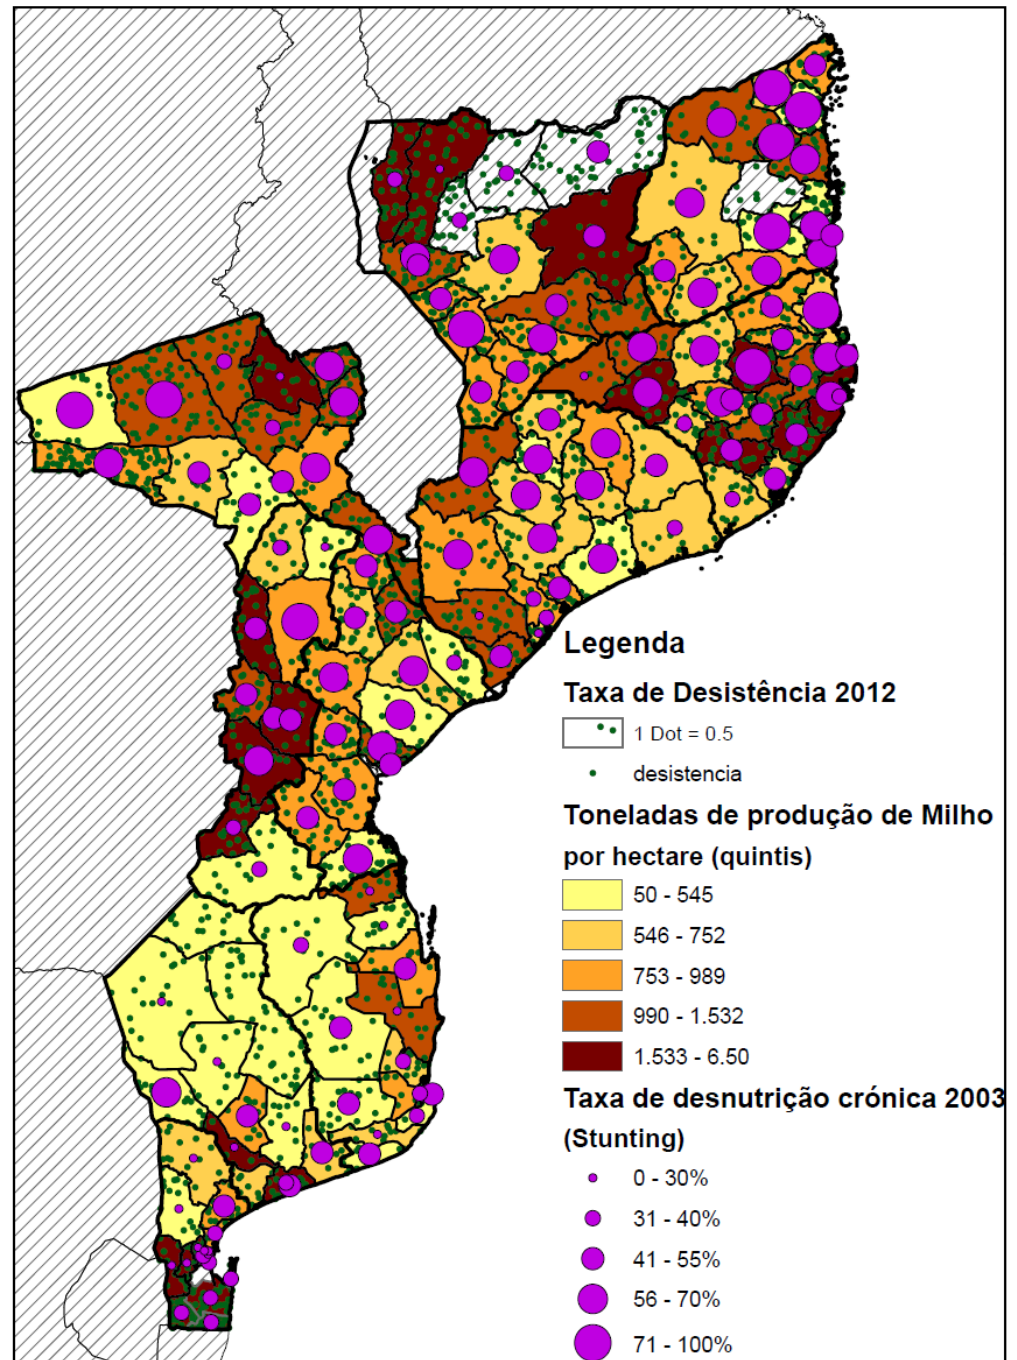 Legenda
Taxa de Desistência 2012
1 Dot = 0.5
desistencia
Toneladas de produção de Milho
por hectare (quintis)
50 - 545
546 - 752
753 - 989
990 - 1.532
1.533 - 6.50
Taxa de desnutrição crónica 2003
(Stunting)
0 - 30%
31 - 40%
41 - 55%
56 - 70%
71 - 100%